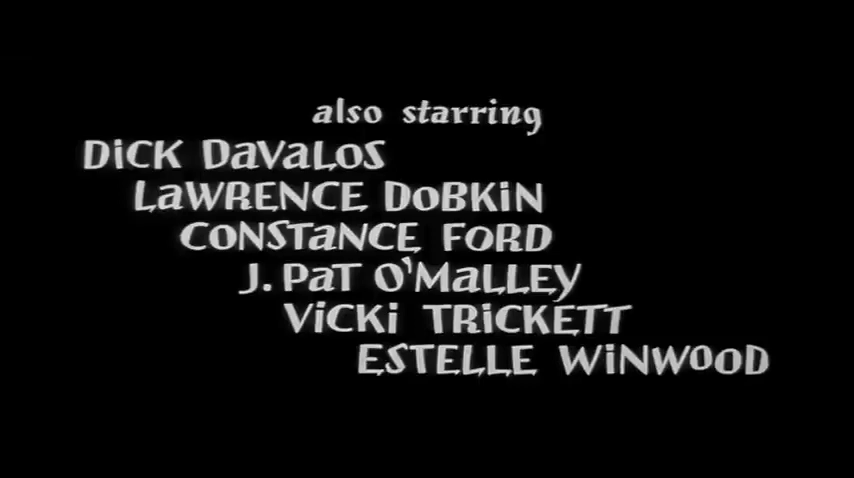 also starring
DiCK DaVaLOS
LaWRENCE DOBKiN
CONSTaNCE FORD
J. PaT O'MaLLEY
ViCKi TRiCKETT
ESTELLE WiNWOOD